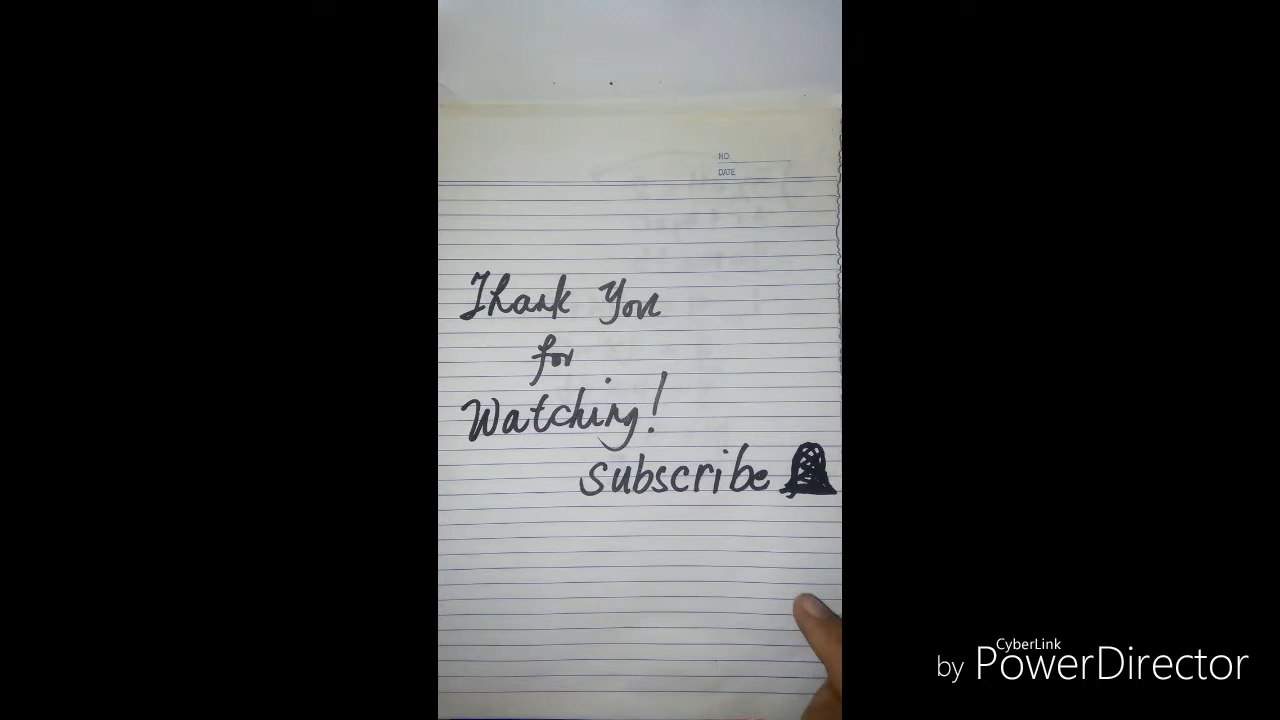 NO.
DATE
Thank You
for
Watching!
subscribe
CyberLink
by PowerDirector